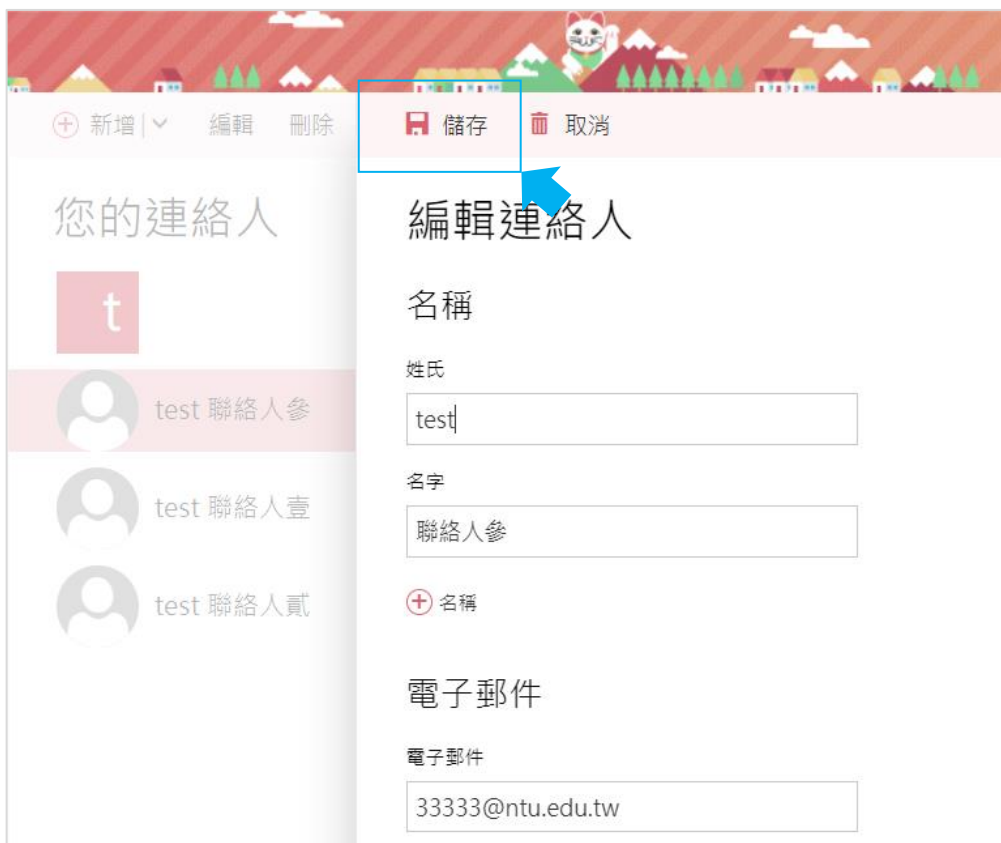 新增
編輯
刪除
儲存
取消
您的連絡人
t
test 聯絡人參
test 聯絡人壹
test 聯絡人貳
編輯連絡人
名稱
姓氏
test
名字
聯絡人參
名稱
電子郵件
電子郵件
33333@ntu.edu.tw